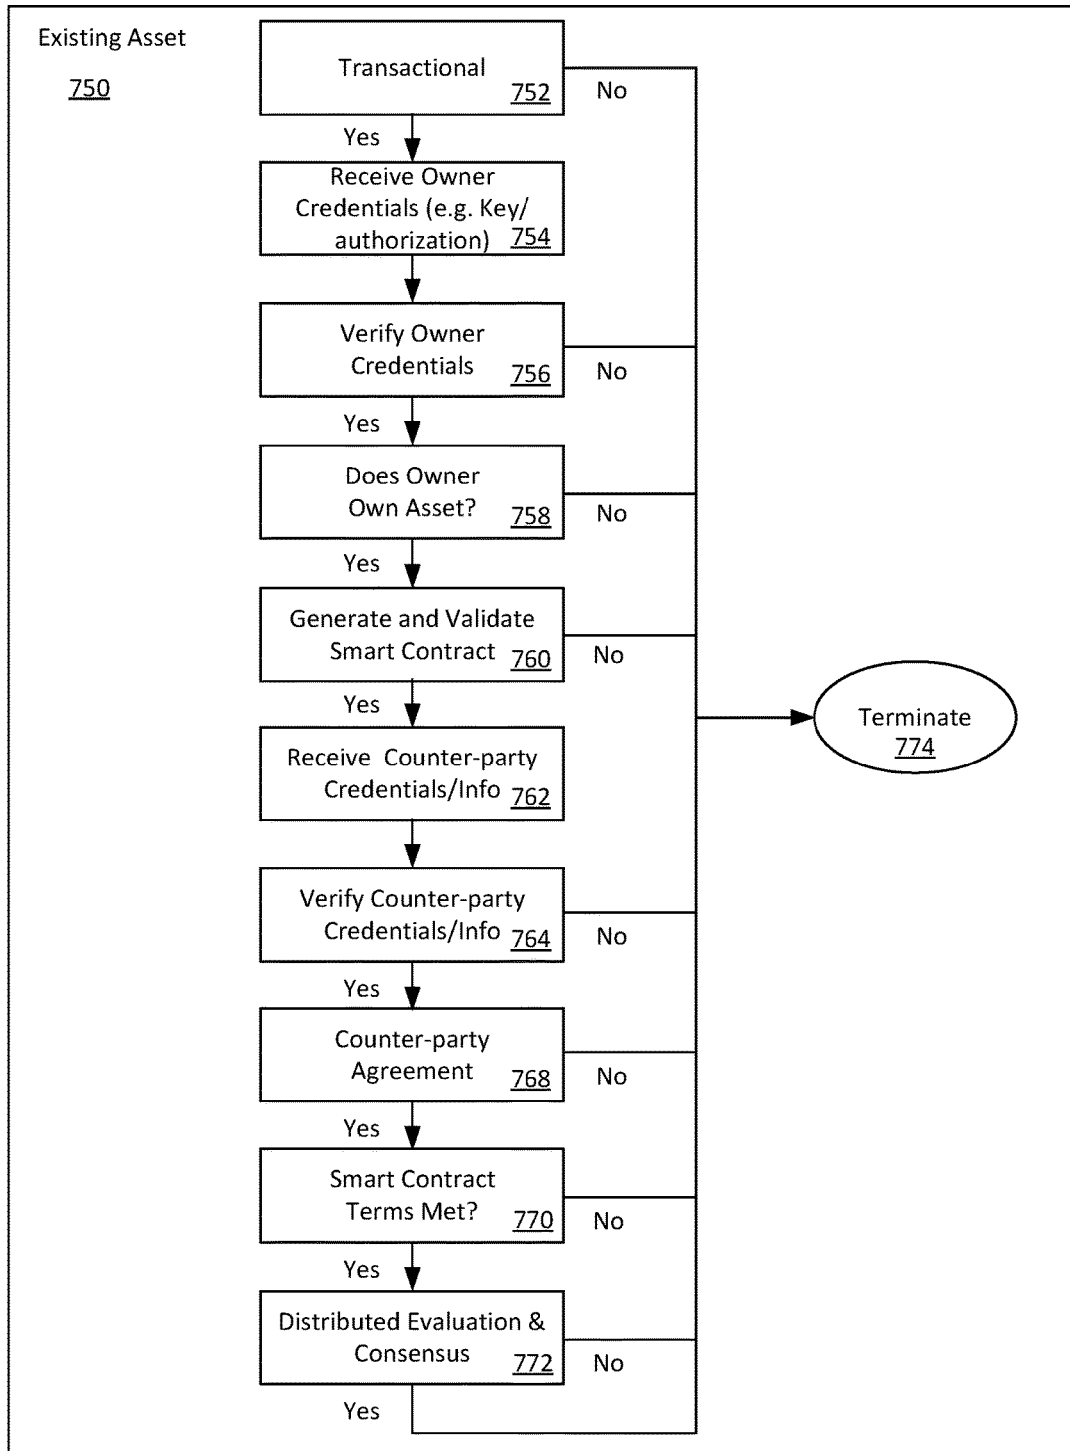 Existing Asset
750
Transactional
752
No
Yes
Receive Owner
Credentials (e.g. Key/
authorization) 754
Verify Owner
Credentials
756
No
Yes
Does Owner
Own Asset?
758
No
Yes
Generate and Validate
Smart Contract 760
No
Yes
Receive Counter-party
Credentials/Info 762
Terminate
774
Verify Counter-party
Credentials/Info 764
No
Yes
Counter-party
Agreement
768
No
Yes
Smart Contract
Terms Met?
770
No
Yes
Distributed Evaluation &
Consensus 772
No
Yes